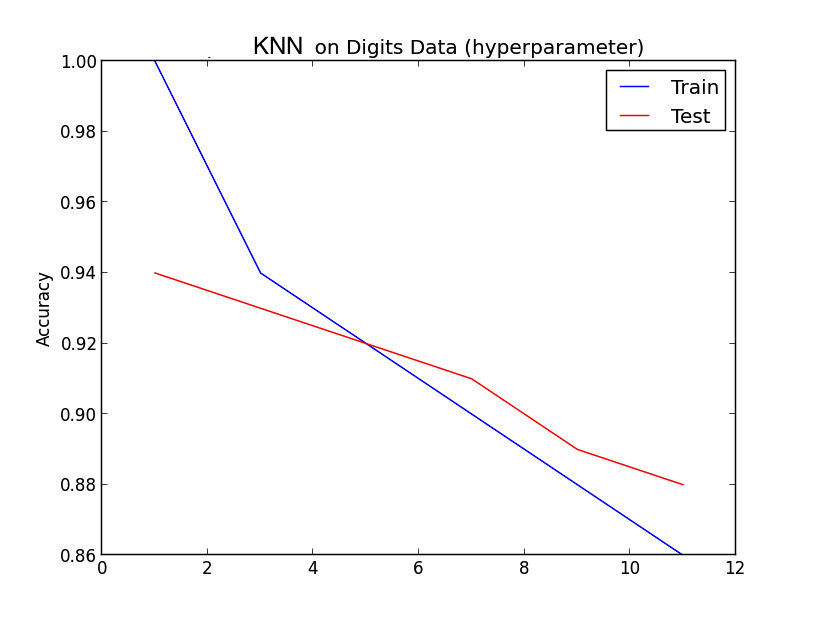 KNN on Digits Data (hyperparameter)
1.00
0.98
0.96
0.94
0.92
0.90
0.88
0.86
Accuracy
Train
Test
0 2 4 6 8 10 12